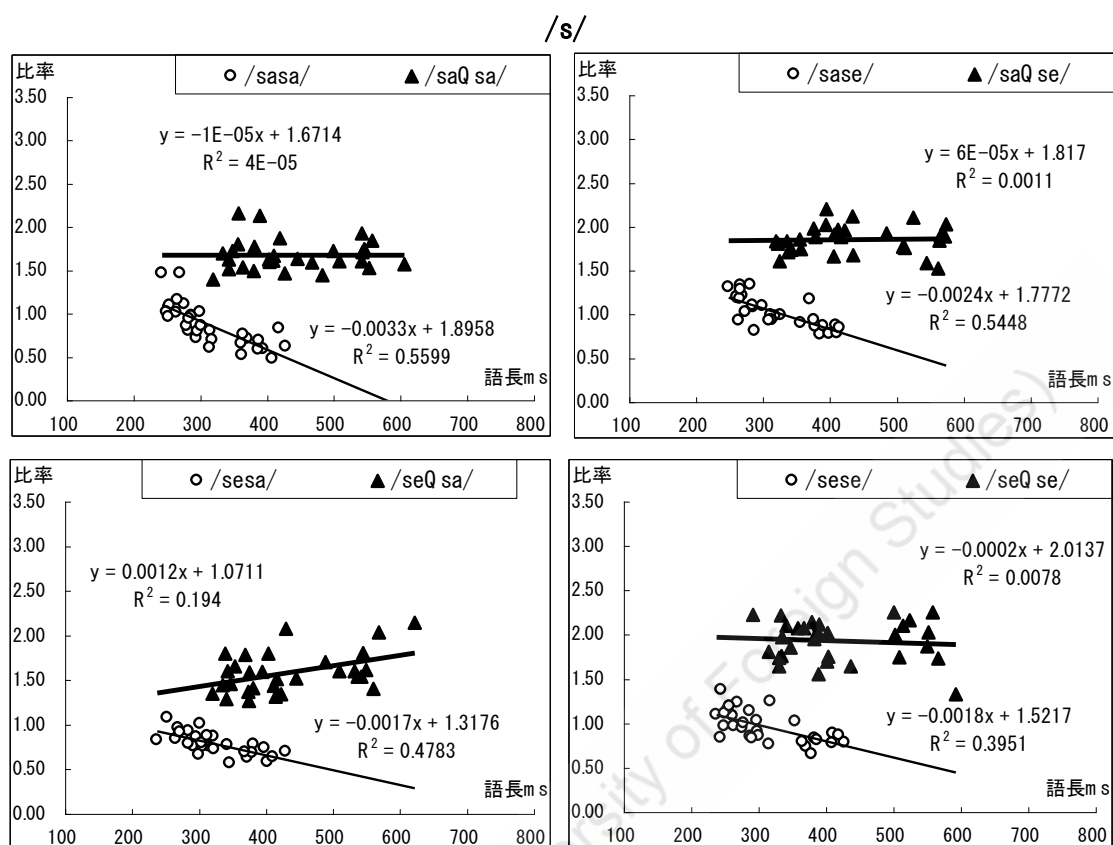 /s/
比率
○ /sasa/ ▲ /saQ sa/
3.50
3.00
2.50
2.00
1.50
1.00
0.50
0.00
y = −1E−05x + 1.6714
R² = 4E−05
y = −0.0033x + 1.8958
R² = 0.5599
語長ms
100 200 300 400 500 600 700 800
比率
○ /sase/ ▲ /saQ se/
3.50
3.00
2.50
2.00
1.50
1.00
0.50
0.00
y = 6E−05x + 1.817
R² = 0.0011
y = −0.0024x + 1.7772
R² = 0.5448
語長ms
100 200 300 400 500 600 700 800
比率
○ /sesa/ ▲ /seQ sa/
3.50
3.00
2.50
2.00
1.50
1.00
0.50
0.00
y = 0.0012x + 1.0711
R² = 0.194
y = −0.0017x + 1.3176
R² = 0.4783
語長ms
100 200 300 400 500 600 700 800
比率
○ /sese/ ▲ /seQ se/
3.50
3.00
2.50
2.00
1.50
1.00
0.50
0.00
y = −0.0002x + 2.0137
R² = 0.0078
y = −0.0018x + 1.5217
R² = 0.3951
語長ms
100 200 300 400 500 600 700 800
of Foreign Studies)